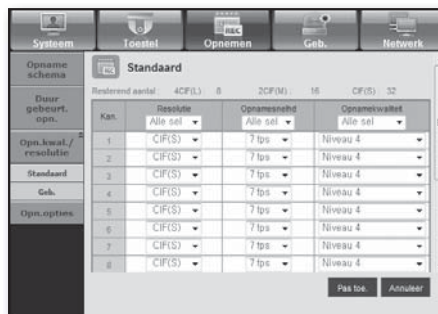 Systeem Toestel Opnemen Geb. Netwerk
REC
Opname schema
Duur gebeurt. opn.
Opn.kwal./ resolutie
Standaard
Geb.
Opn.opties
Standaard
Resterend aantal : 4CIF(L) : 8 2CIF(M) : 16 CIF(S) : 32
Kan. Resolutie Opnamesnelhd Opnamekwaliteit
Alle sel Alle sel Alle sel
1 CIF(S) 7 fps Niveau 4
2 CIF(S) 7 fps Niveau 4
3 CIF(S) 7 fps Niveau 4
4 CIF(S) 7 fps Niveau 4
5 CIF(S) 7 fps Niveau 4
6 CIF(S) 7 fps Niveau 4
7 CIF(S) 7 fps Niveau 4
8 CIF(S) 7 fps Niveau 4
Pas toe. Annuleer